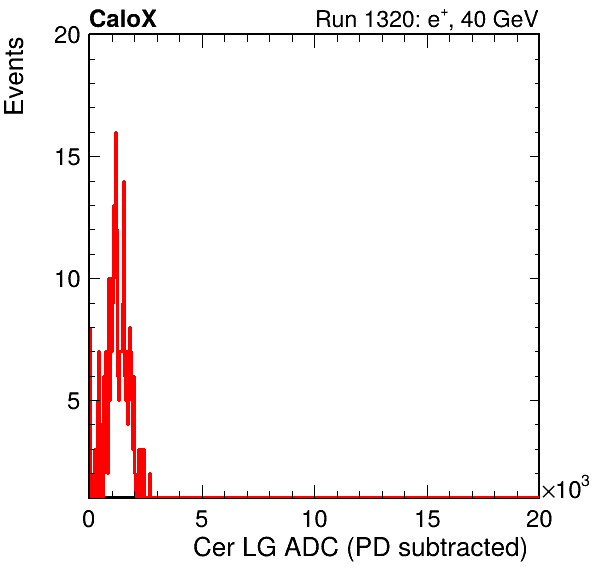 CaloX Run 1320: e⁺, 40 GeV
Events
20
15
10
5
0 5 10 15 20
×10³
Cer LG ADC (PD subtracted)